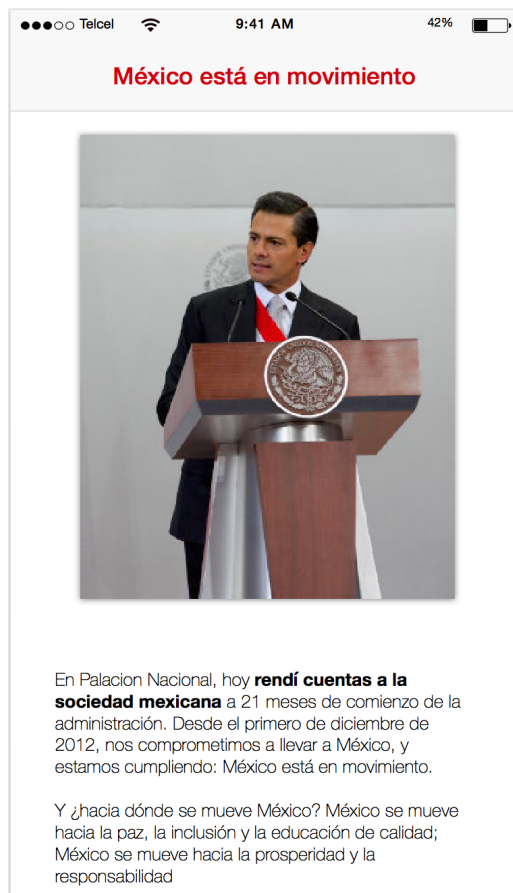 Telcel 9:41 AM 42%
México está en movimiento
ESTADOS UNIDOS MEXICANOS
En Palacion Nacional, hoy rendí cuentas a la
sociedad mexicana a 21 meses de comienzo de la
administración. Desde el primero de diciembre de
2012, nos comprometimos a llevar a México, y
estamos cumpliendo: México está en movimiento.
Y ¿hacia dónde se mueve México? México se mueve
hacia la paz, la inclusión y la educación de calidad;
México se mueve hacia la prosperidad y la
responsabilidad